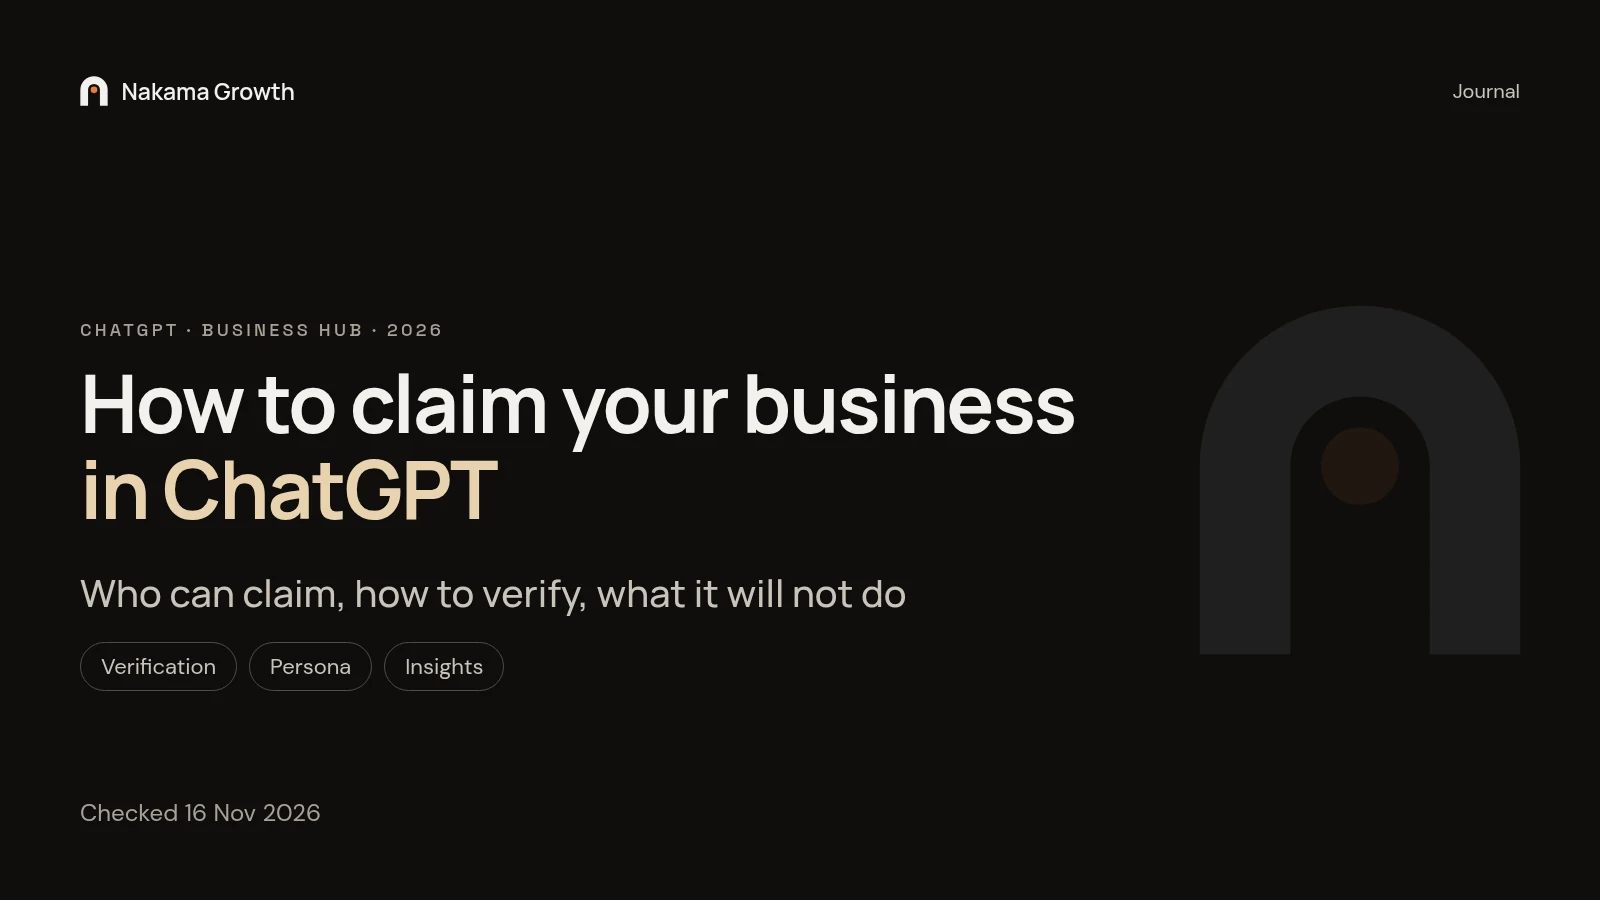 Nakama Growth
Journal
CHATGPT · BUSINESS HUB · 2026
How to claim your business
in ChatGPT
Who can claim, how to verify, what it will not do
Verification
Persona
Insights
Checked 16 Nov 2026